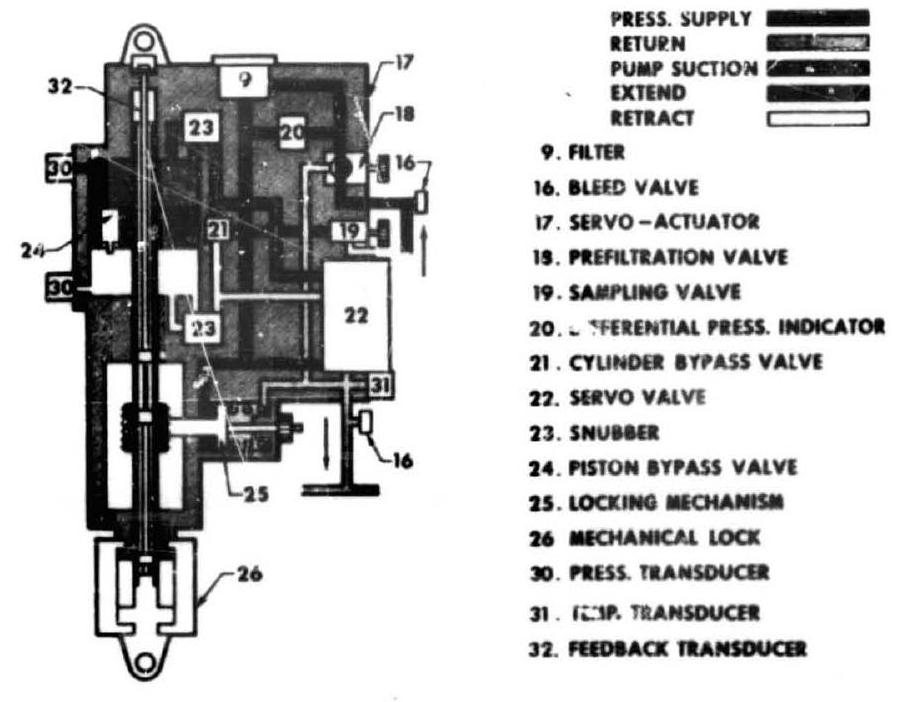 PRESS. SUPPLY
RETURN
PUMP SUCTION
EXTEND
RETRACT
9. FILTER
16. BLEED VALVE
17. SERVO-ACTUATOR
18. PREFILTRATION VALVE
19. SAMPLING VALVE
20. DIFFERENTIAL PRESS. INDICATOR
21. CYLINDER BYPASS VALVE
22. SERVO VALVE
23. SNUBBER
24. PISTON BYPASS VALVE
25. LOCKING MECHANISM
26 MECHANICAL LOCK
30. PRESS. TRANSDUCER
31. TEMP. TRANSDUCER
32. FEEDBACK TRANSDUCER
17
9
32
18
23
20
16
30
21
19
24
30
22
23
31
16
25
26